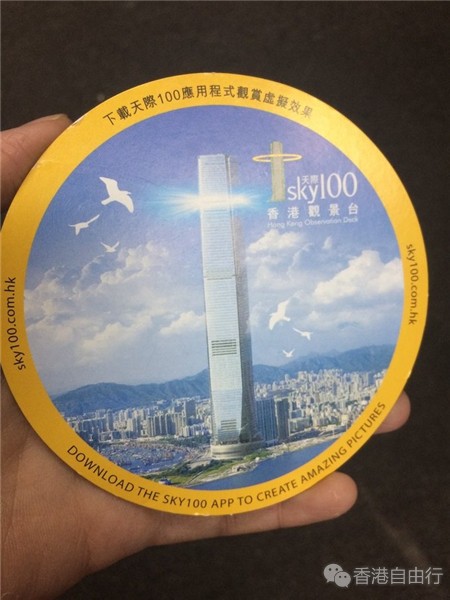 下載天際100應用程式觀賞虛擬效果
天際
sky100
香港觀景台
Hong Kong Observation Deck
sky100.com.hk
sky100.com.hk
DOWNLOAD THE SKY100 APP TO CREATE AMAZING PICTURES
香港自由行